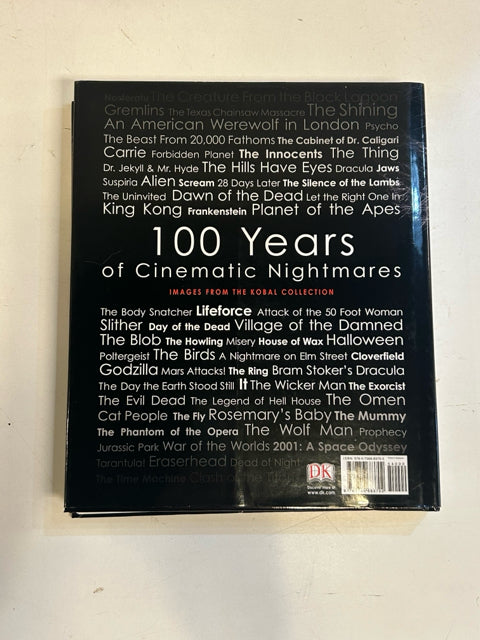 Nosferatu The Creature From the Black Lagoon
Gremlins The Texas Chainsaw Massacre The Shining
An American Werewolf in London Psycho
The Beast From 20,000 Fathoms The Cabinet of Dr. Caligari
Carrie Forbidden Planet The Innocents The Thing
Dr. Jekyll & Mr. Hyde The Hills Have Eyes Dracula Jaws
Suspiria Alien Scream 28 Days Later The Silence of the Lambs
The Uninvited Dawn of the Dead Let the Right One In
King Kong Frankenstein Planet of the Apes
100 Years
of Cinematic Nightmares
IMAGES FROM THE KOBAL COLLECTION
The Body Snatcher Lifeforce Attack of the 50 Foot Woman
Slither Day of the Dead Village of the Damned
The Blob The Howling Misery House of Wax Halloween
Poltergeist The Birds A Nightmare on Elm Street Cloverfield
Godzilla Mars Attacks! The Ring Bram Stoker's Dracula
The Day the Earth Stood Still It The Wicker Man The Exorcist
The Evil Dead The Legend of Hell House The Omen
Cat People The Fly Rosemary's Baby The Mummy
The Phantom of the Opera The Wolf Man Prophecy
Jurassic Park War of the Worlds 2001: A Space Odyssey
Tarantula! Eraserhead Dead of Night
The Time Machine Clash of the
DK
Discover more at
www.dk.com